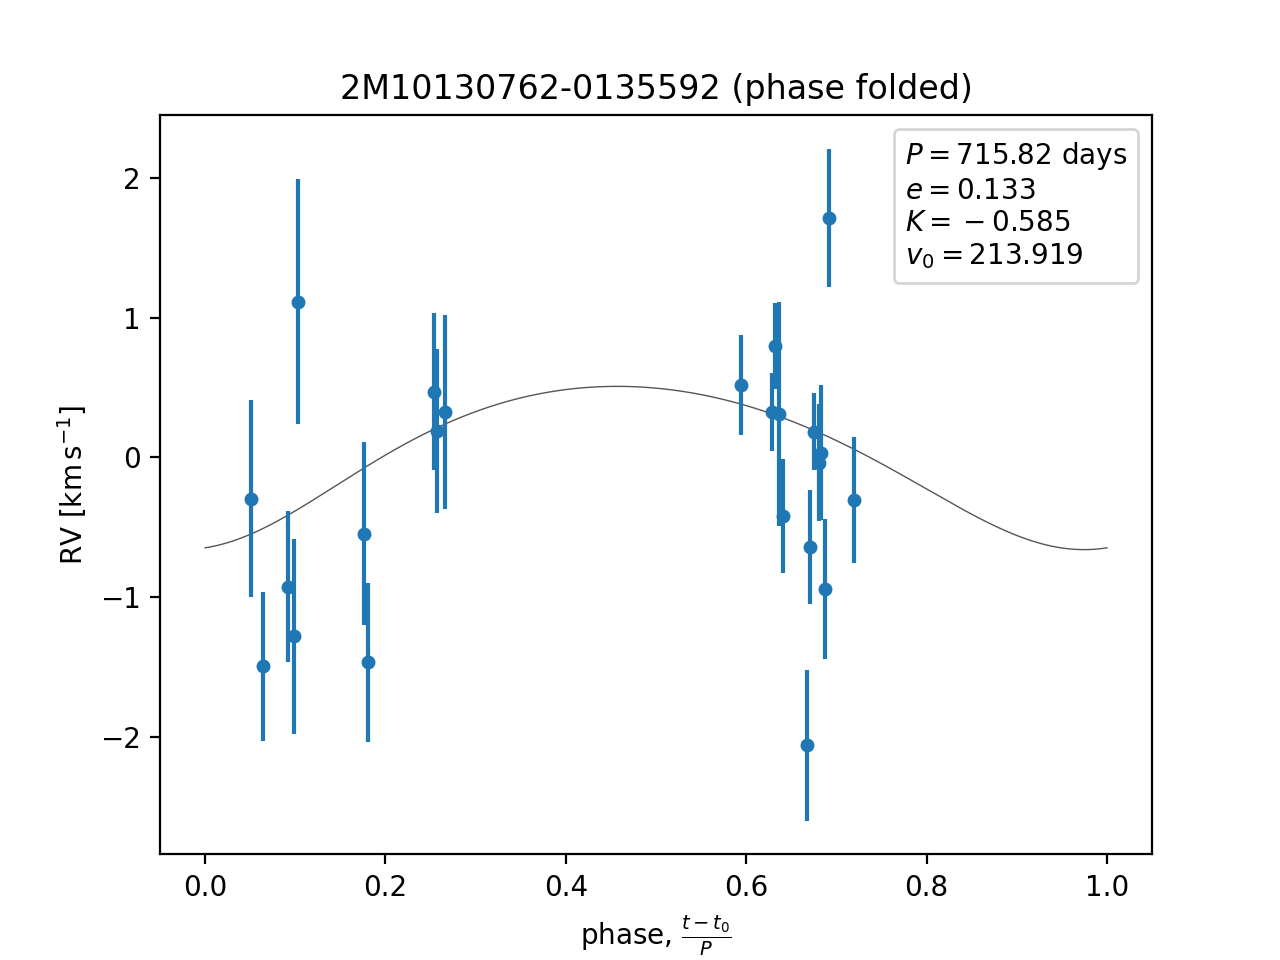 2M10130762-0135592 (phase folded)
P = 715.82 days
e = 0.133
K = −0.585
v₀ = 213.919
RV [km s⁻¹]
2
1
0
−1
−2
0.0 0.2 0.4 0.6 0.8 1.0
phase, (t − t₀)/P